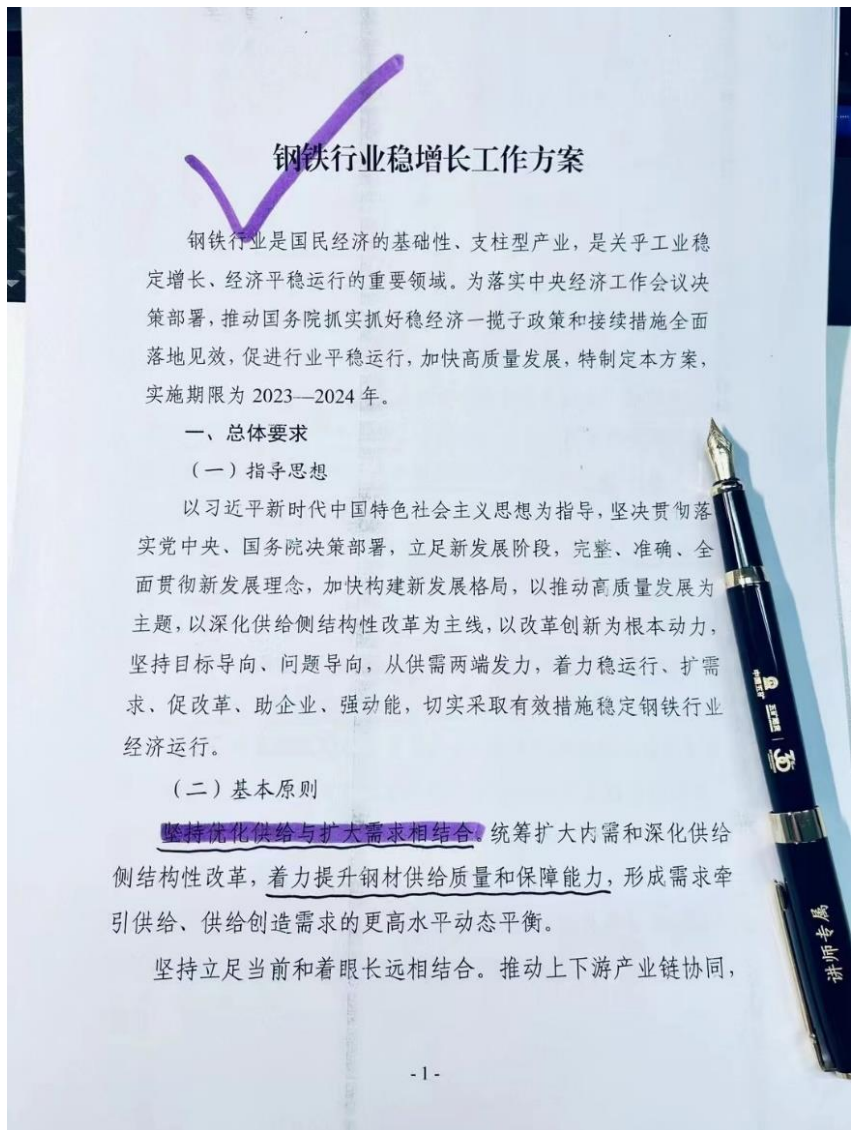 钢铁行业稳增长工作方案
钢铁行业是国民经济的基础性、支柱型产业，是关乎工业稳
定增长、经济平稳运行的重要领域。为落实中央经济工作会议决
策部署，推动国务院抓实抓好稳经济一揽子政策和接续措施全面
落地见效，促进行业平稳运行，加快高质量发展，特制定本方案，
实施期限为 2023—2024 年。
一、总体要求
（一）指导思想
以习近平新时代中国特色社会主义思想为指导，坚决贯彻落
实党中央、国务院决策部署，立足新发展阶段，完整、准确、全
面贯彻新发展理念，加快构建新发展格局，以推动高质量发展为
主题，以深化供给侧结构性改革为主线，以改革创新为根本动力，
坚持目标导向、问题导向，从供需两端发力，着力稳运行、扩需
求、促改革、助企业、强动能，切实采取有效措施稳定钢铁行业
经济运行。
（二）基本原则
坚持优化供给与扩大需求相结合。统筹扩大内需和深化供给
侧结构性改革，着力提升钢材供给质量和保障能力，形成需求牵
引供给、供给创造需求的更高水平动态平衡。
坚持立足当前和着眼长远相结合。推动上下游产业链协同，
- 1 -
中國五矿
30
讲师专属